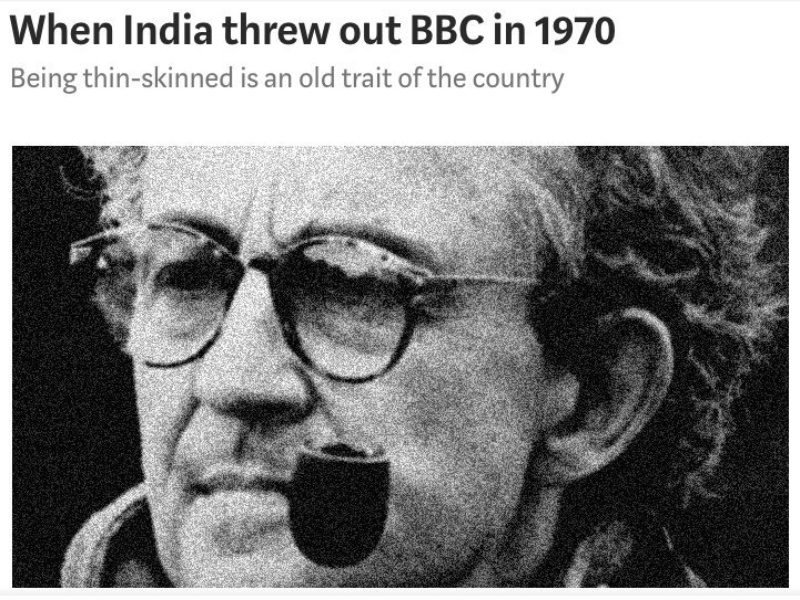 When India threw out BBC in 1970
Being thin-skinned is an old trait of the country